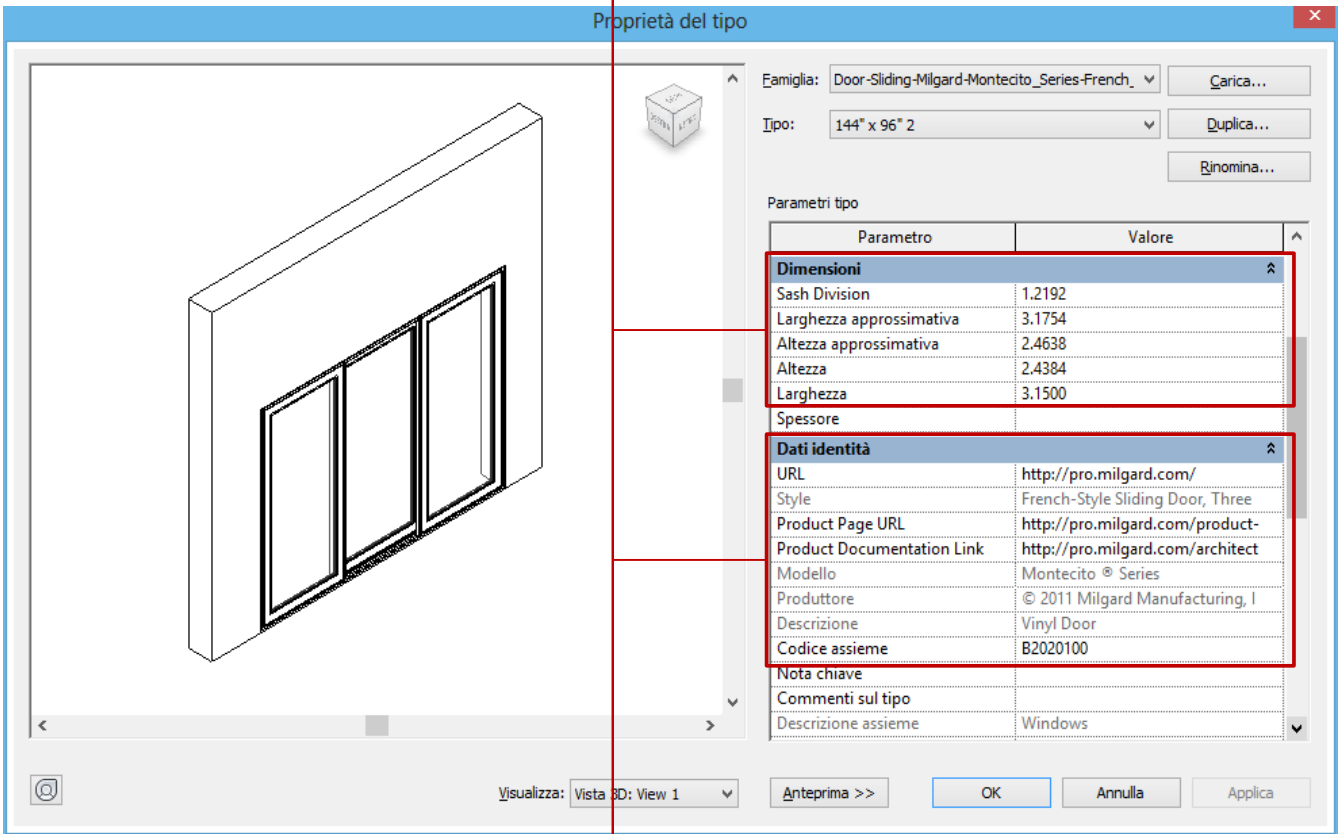 Proprietà del tipo
Famiglia: Door-Sliding-Milgard-Montecito_Series-French_ Carica...
Tipo: 144" x 96" 2 Duplica...
Rinomina...
Parametri tipo
Parametro Valore
Dimensioni
Sash Division 1.2192
Larghezza approssimativa 3.1754
Altezza approssimativa 2.4638
Altezza 2.4384
Larghezza 3.1500
Spessore
Dati identità
URL http://pro.milgard.com/
Style French-Style Sliding Door, Three
Product Page URL http://pro.milgard.com/product-
Product Documentation Link http://pro.milgard.com/architect
Modello Montecito ® Series
Produttore © 2011 Milgard Manufacturing, I
Descrizione Vinyl Door
Codice assieme B2020100
Nota chiave
Commenti sul tipo
Descrizione assieme Windows
Visualizza: Vista 3D: View 1 Anteprima >> OK Annulla Applica